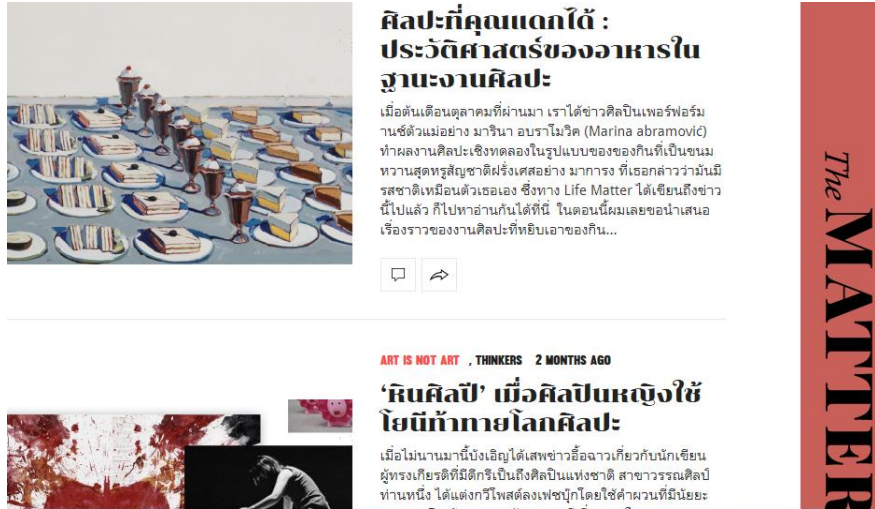 ศิลปะที่คุณแดกได้ :
ประวัติศาสตร์ของอาหารใน
ฐานะงานศิลปะ
เมื่อต้นเดือนตุลาคมที่ผ่านมา เราได้ข่าวศิลปินเพอร์ฟอร์ม
านซ์ตัวแม่อย่าง มารินา อบราโมวิค (Marina abramović)
ทำผลงานศิลปะเชิงทดลองในรูปแบบของของกินที่เป็นขนม
หวานสุดหรูสัญชาติฝรั่งเศสอย่าง มาการง ที่เธอกล่าวว่ามันมี
รสชาติเหมือนตัวเธอเอง ซึ่งทาง Life Matter ได้เขียนถึงข่าว
นี้ไปแล้ว ก็ไปหาอ่านกันได้ที่นี่ ในตอนนี้ผมเลยขอนำเสนอ
เรื่องราวของงานศิลปะที่หยิบเอาของกิน...
ART IS NOT ART , THINKERS 2 MONTHS AGO
‘หินศิลปี’ เมื่อศิลปินหญิงใช้
โยนีท้าทายโลกศิลปะ
เมื่อไม่นานมานี้บังเอิญได้เสพข่าวอื้อฉาวเกี่ยวกับนักเขียน
ผู้ทรงเกียรติที่มีดีกรีเป็นถึงศิลปินแห่งชาติ สาขาวรรณศิลป์
ท่านหนึ่ง ได้แต่งกวีโพสต์ลงเฟซบุ๊กโดยใช้คำผวนที่มีนัยยะ
The MATTER